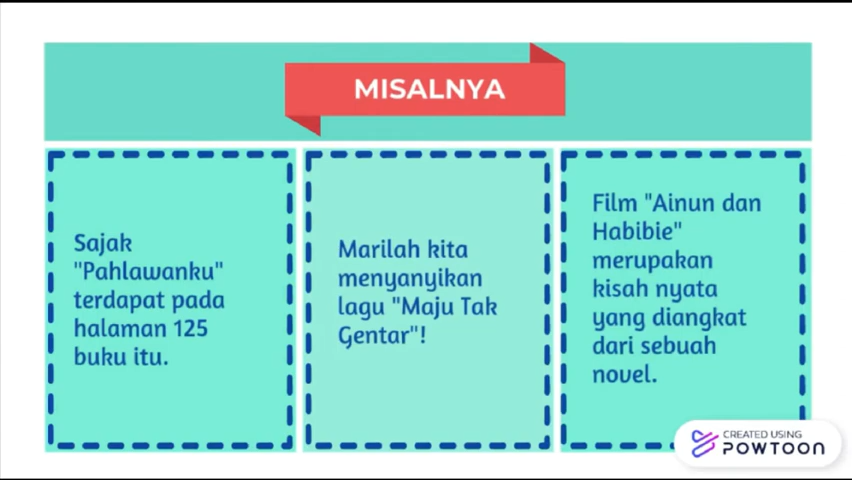 MISALNYA
Sajak
"Pahlawanku"
terdapat pada
halaman 125
buku itu.
Marilah kita
menyanyikan
lagu "Maju Tak
Gentar"!
Film "Ainun dan
Habibie"
merupakan
kisah nyata
yang diangkat
dari sebuah
novel.
CREATED USING
POWTOON